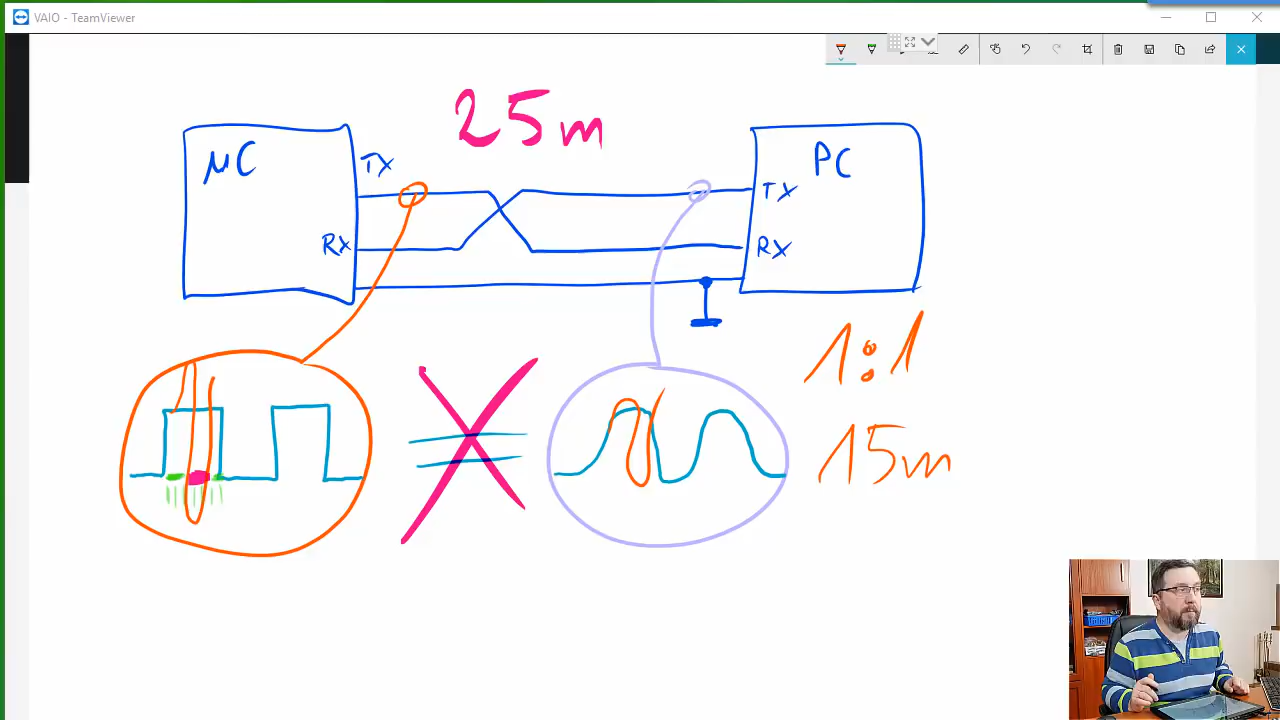 VAIO - TeamViewer
25m
μC
PC
TX
TX
RX
RX
1:1
15m